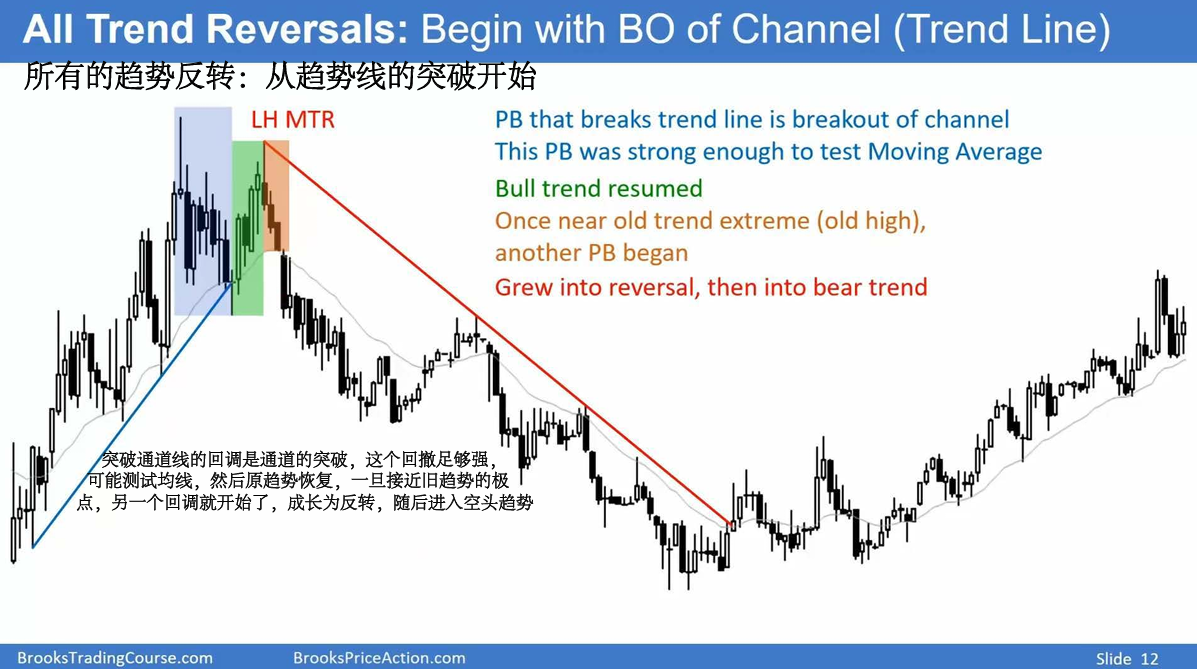 All Trend Reversals: Begin with BO of Channel (Trend Line)
所有的趋势反转：从趋势线的突破开始
LH MTR
PB that breaks trend line is breakout of channel
This PB was strong enough to test Moving Average
Bull trend resumed
Once near old trend extreme (old high),
another PB began
Grew into reversal, then into bear trend
突破通道线的回调是通道的突破，这个回撤足够强，
可能测试均线，然后原趋势恢复，一旦接近旧趋势的极
点，另一个回调就开始了，成长为反转，随后进入空头趋势
BrooksTradingCourse.com
BrooksPriceAction.com
Slide 12